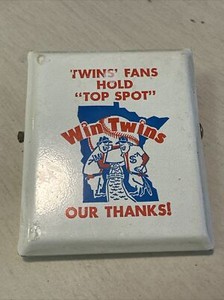 'TWINS' FANS
HOLD
"TOP SPOT"
Win Twins
OUR THANKS!